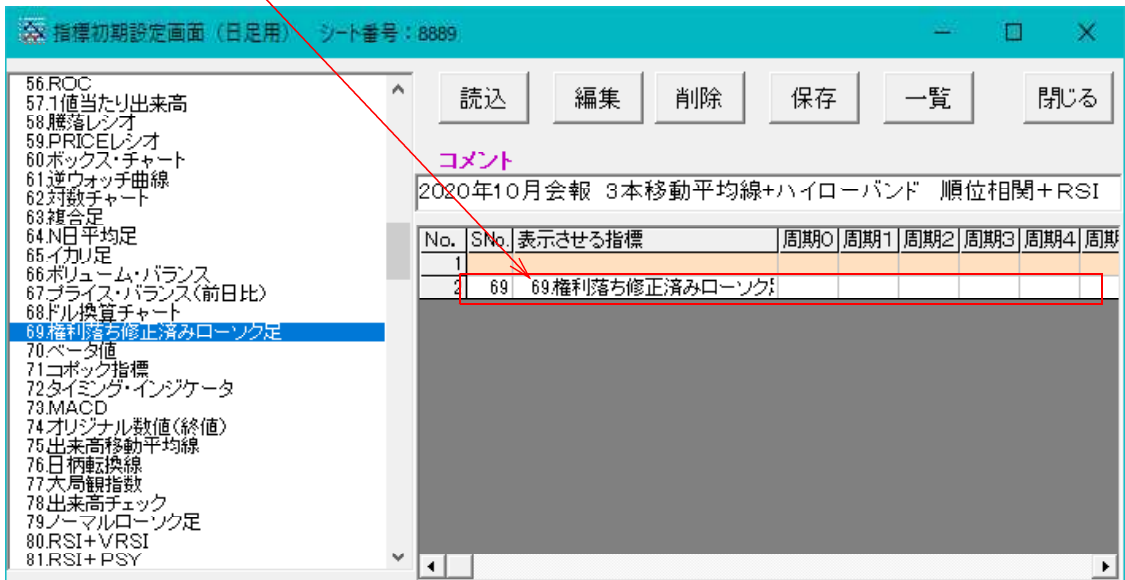 指標初期設定画面（日足用） シート番号：8889
56.ROC
57.1値当たり出来高
58.騰落レシオ
59.PRICEレシオ
60.ボックス・チャート
61.逆ウォッチ曲線
62.対数チャート
63.複合足
64.N日平均足
65.イカリ足
66.ボリューム・バランス
67.プライス・バランス(前日比)
68.ドル換算チャート
69.権利落ち修正済みローソク足
70.ベータ値
71.コポック指標
72.タイミング・インジケータ
73.MACD
74.オリジナル数値(終値)
75.出来高移動平均線
76.日柄転換線
77.大局観指数
78.出来高チェック
79.ノーマルローソク足
80.RSI+VRSI
81.RSI+PSY
読込 編集 削除 保存 一覧 閉じる
コメント
2020年10月会報 3本移動平均線+ハイローバンド 順位相関+RSI
No. SNo. 表示させる指標 周期0 周期1 周期2 周期3 周期4 周期
1
2 69 69.権利落ち修正済みローソク